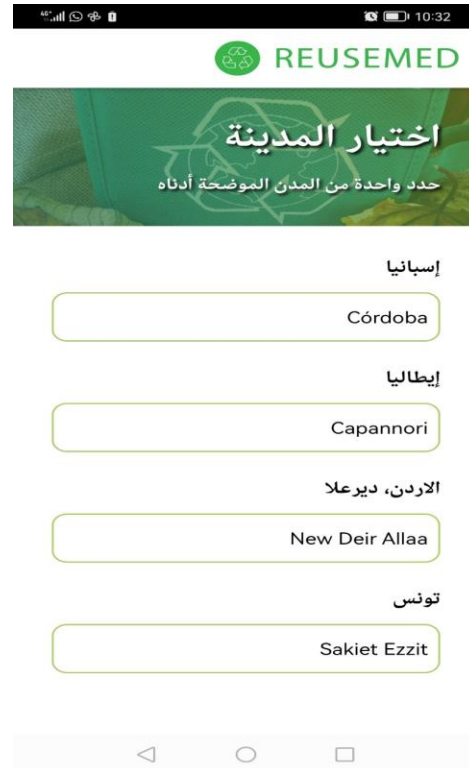 4G 10:32
REUSEMED
اختيار المدينة
حدد واحدة من المدن الموضحة أدناه
إسبانيا
Córdoba
إيطاليا
Capannori
الاردن، ديرعلا
New Deir Allaa
تونس
Sakiet Ezzit